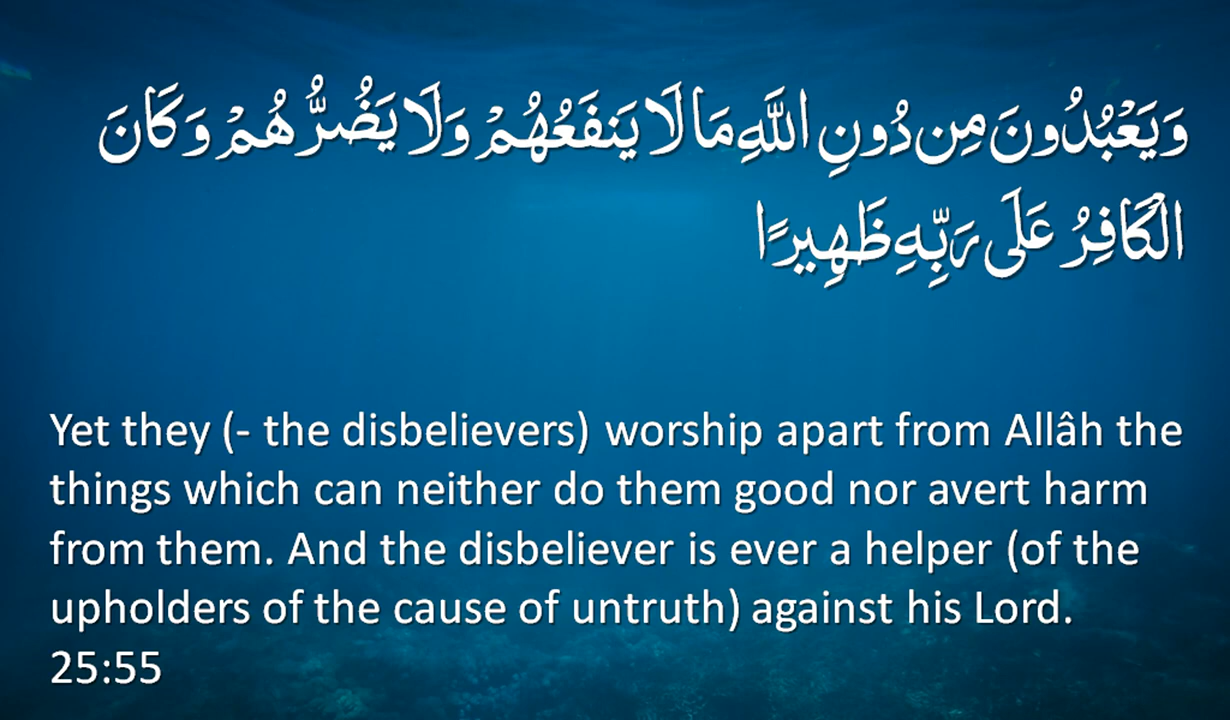 وَيَعْبُدُونَ مِن دُونِ اللَّهِ مَا لَا يَنفَعُهُمْ وَلَا يَضُرُّهُمْ وَكَانَ
الْكَافِرُ عَلَى رَبِّهِ ظَهِيرًا
Yet they (- the disbelievers) worship apart from Allâh the
things which can neither do them good nor avert harm
from them. And the disbeliever is ever a helper (of the
upholders of the cause of untruth) against his Lord.
25:55